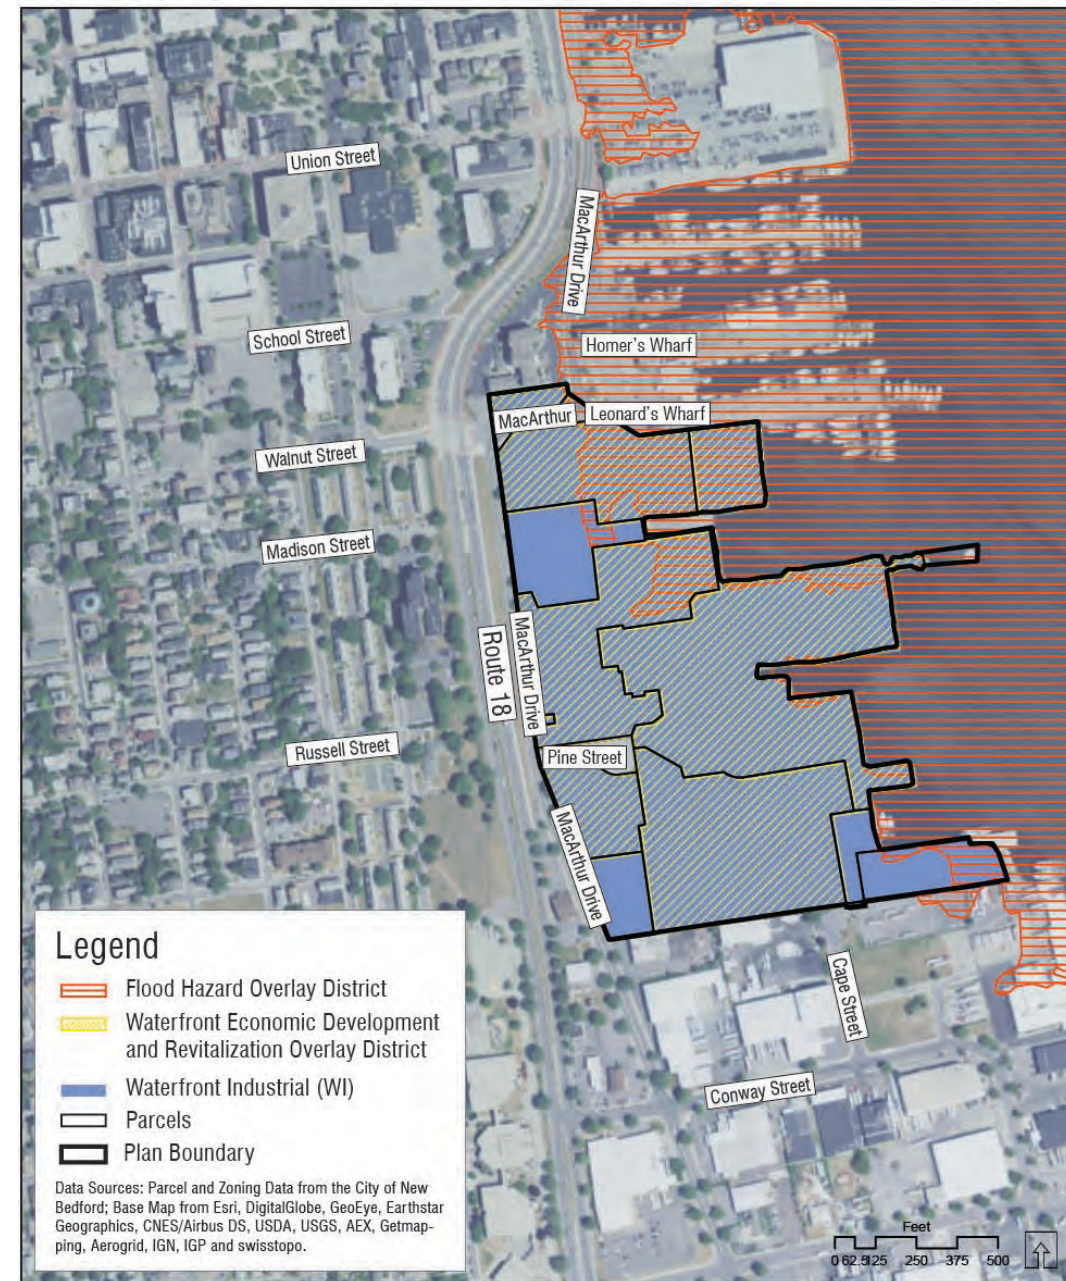 Union Street
MacArthur Drive
School Street
Homer's Wharf
MacArthur
Leonard's Wharf
Walnut Street
Madison Street
MacArthur Drive
Route 18
Russell Street
Pine Street
MacArthur Drive
Cape Street
Conway Street
Legend
Flood Hazard Overlay District
Waterfront Economic Development
and Revitalization Overlay District
Waterfront Industrial (WI)
Parcels
Plan Boundary
Data Sources: Parcel and Zoning Data from the City of New
Bedford; Base Map from Esri, DigitalGlobe, GeoEye, Earthstar
Geographics, CNES/Airbus DS, USDA, USGS, AEX, Getmap-
ping, Aerogrid, IGN, IGP and swisstopo.
Feet
0 62.5125 250 375 500